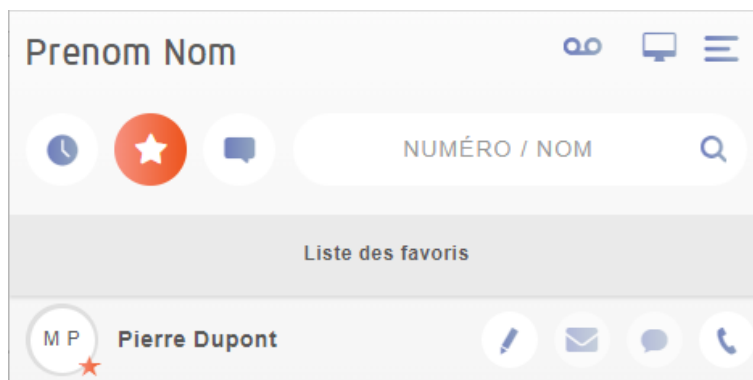 Prenom Nom
NUMÉRO / NOM
Liste des favoris
M P
Pierre Dupont